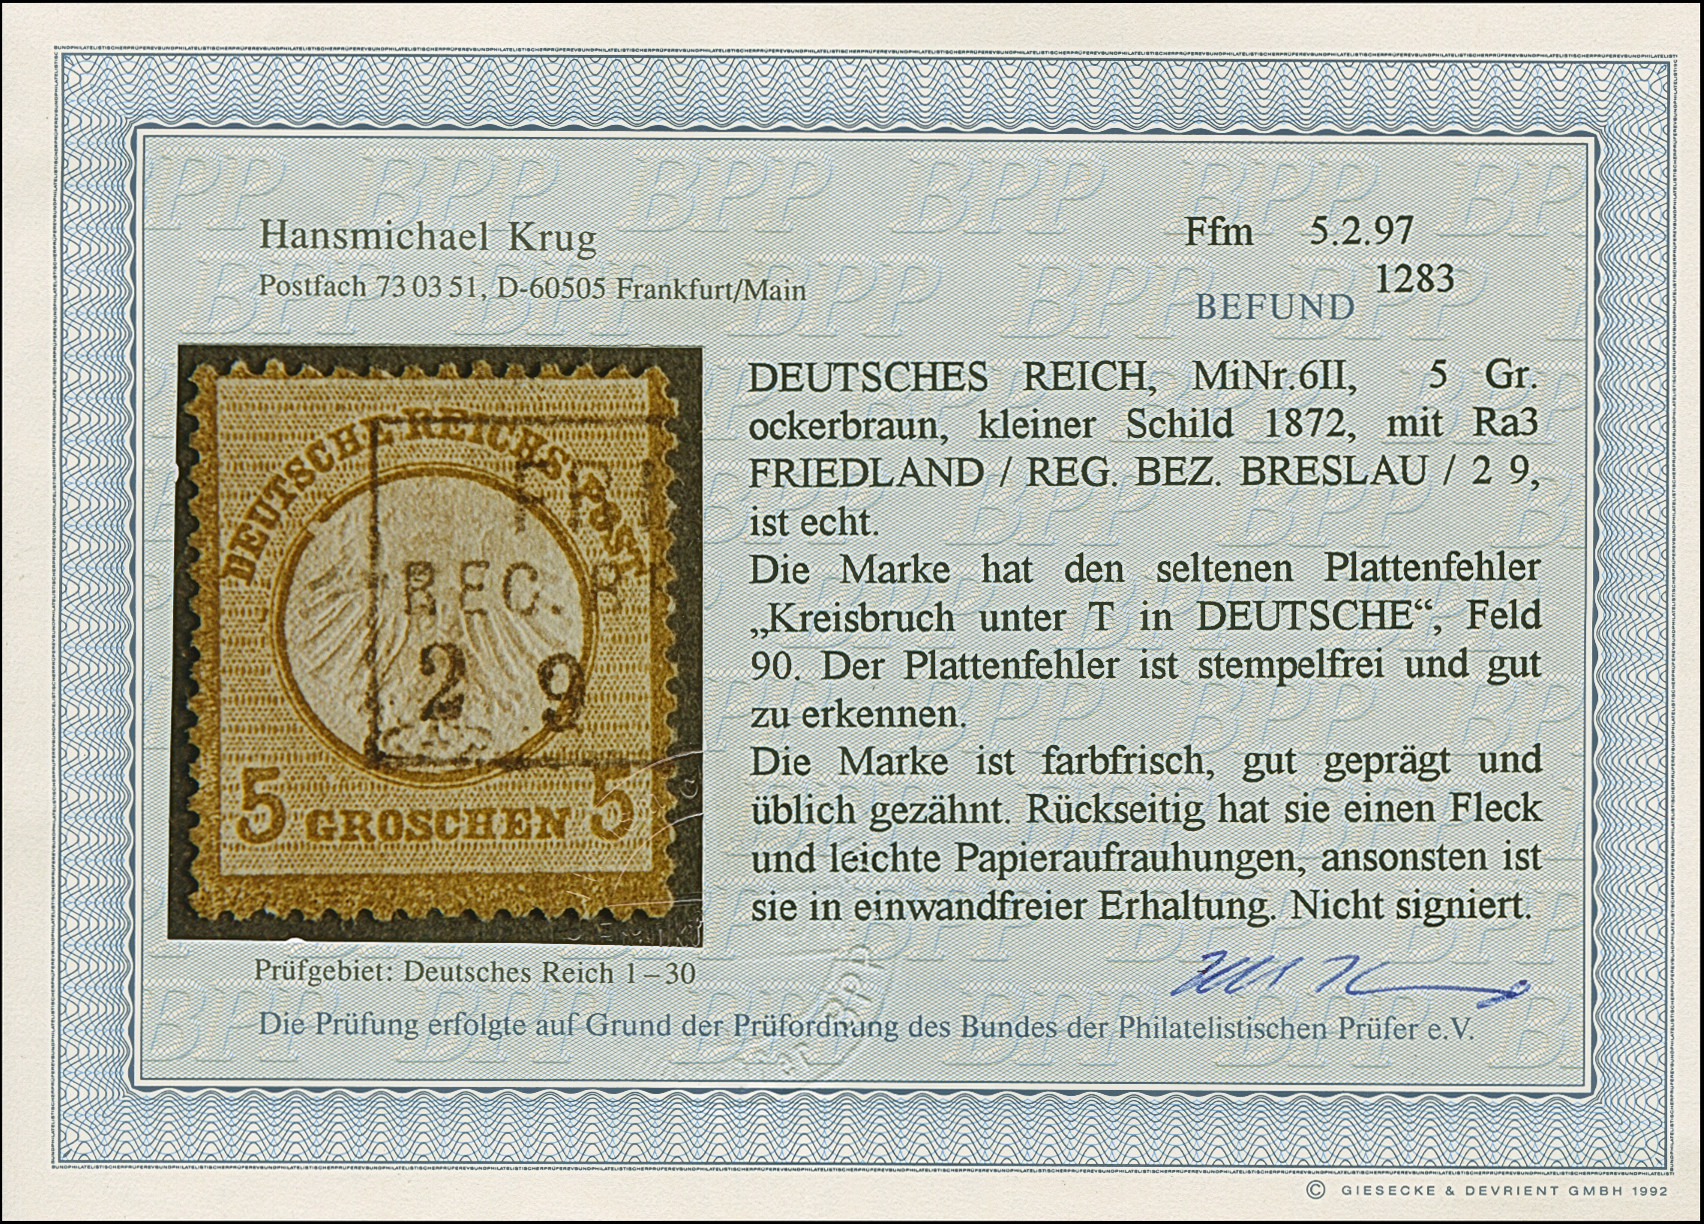 Hansmichael Krug
Postfach 73 03 51, D-60505 Frankfurt/Main
Ffm 5.2.97
1283
BEFUND
DEUTSCHES REICH, MiNr.6II, 5 Gr.
ockerbraun, kleiner Schild 1872, mit Ra3
FRIEDLAND / REG. BEZ. BRESLAU / 2 9,
ist echt.
Die Marke hat den seltenen Plattenfehler
„Kreisbruch unter T in DEUTSCHE“, Feld
90. Der Plattenfehler ist stempelfrei und gut
zu erkennen.
Die Marke ist farbfrisch, gut geprägt und
üblich gezähnt. Rückseitig hat sie einen Fleck
und leichte Papieraufrauhungen, ansonsten ist
sie in einwandfreier Erhaltung. Nicht signiert.
DEUTSCHE REICHS-POST
REG. B
2 9
5 GROSCHEN 5
Prüfgebiet: Deutsches Reich 1–30
Die Prüfung erfolgte auf Grund der Prüfordnung des Bundes der Philatelistischen Prüfer e.V.
BPP
© GIESECKE & DEVRIENT GMBH 1992